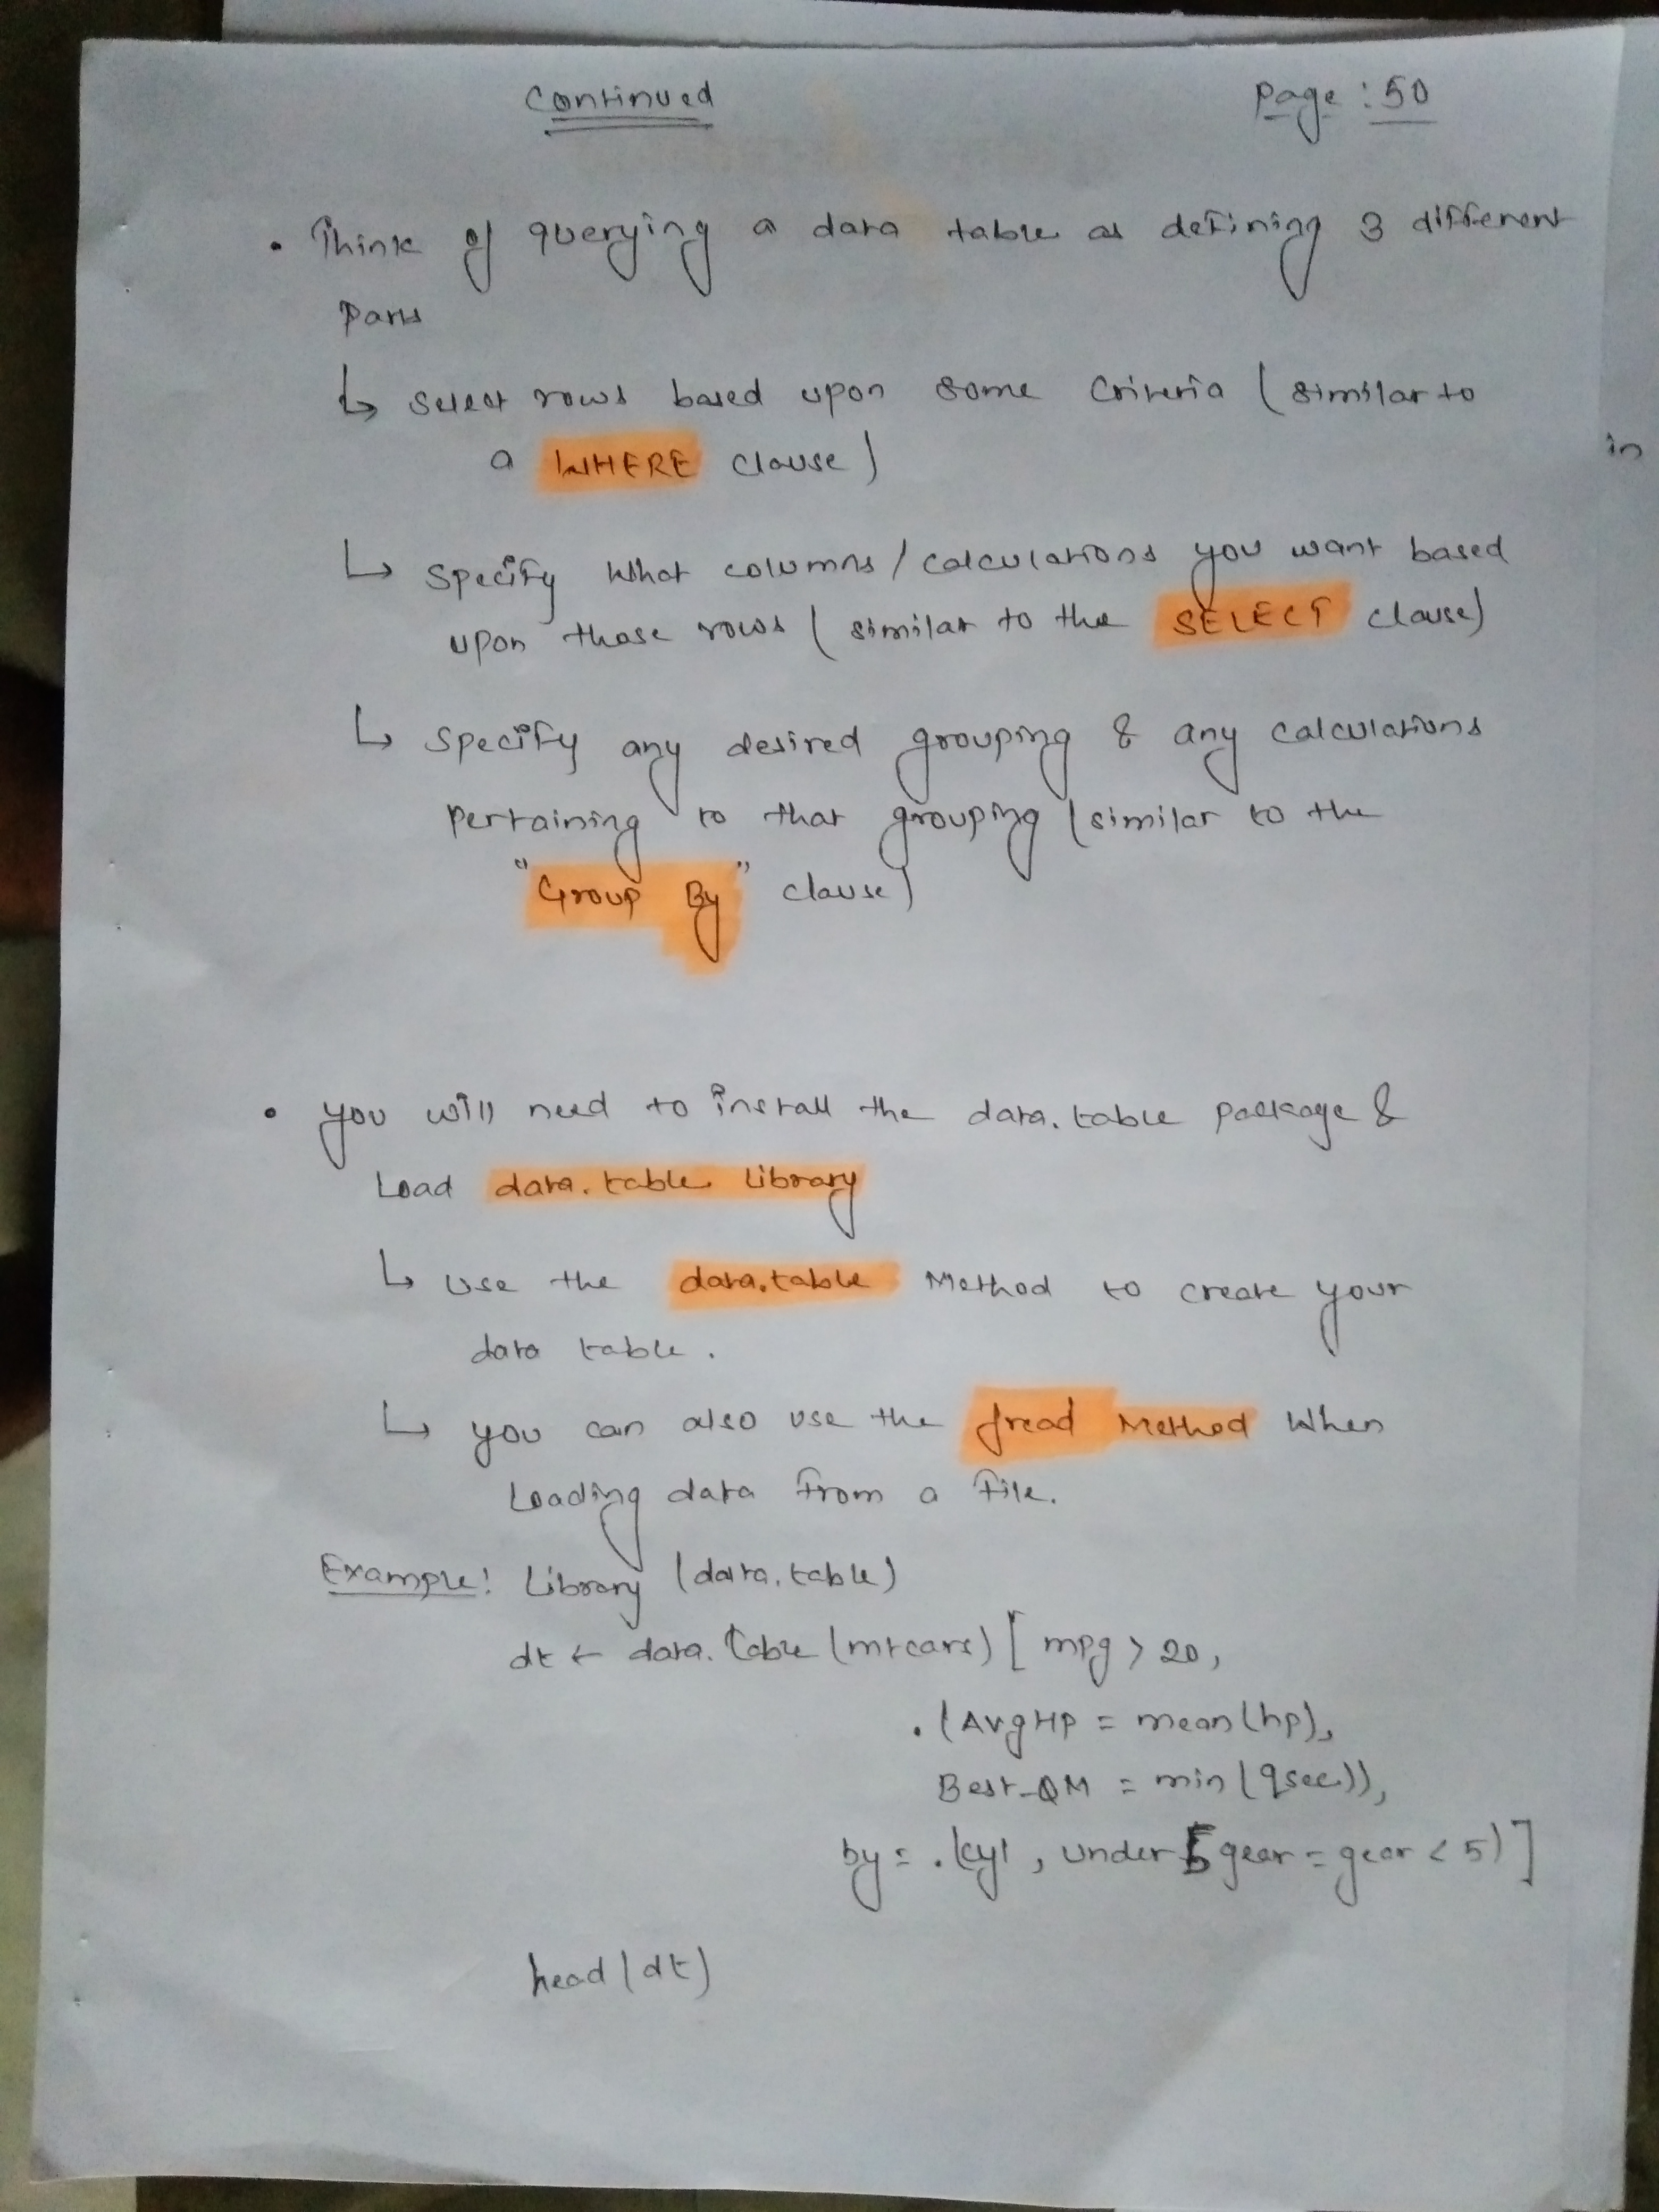 Continued
Page : 50
• Think of querying a data table as defining 3 different
parts
↳ Select rows based upon some criteria (similar to
a WHERE clause)
in
↳ specify what columns/calculations you want based
upon those rows (similar to the SELECT clause)
↳ specify any desired grouping & any calculations
pertaining to that grouping (similar to the
"Group By" clause)
• you will need to install the data.table package &
Load data.table Library
↳ use the data.table Method to create your
data table.
↳ you can also use the fread Method when
Loading data from a file.
Example: Library (data.table)
dt ← data.table (mtcars) [ mpg > 20,
.(AvgHP = mean(hp),
Best_QM = min(qsec)),
by = .(cyl, under5gear = gear < 5)]
head(dt)